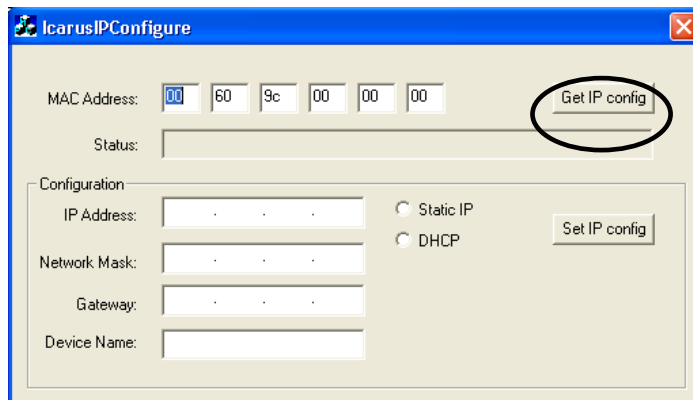 IcarusIPConfigure
MAC Address: 00 60 9c 00 00 00 Get IP config
Status:
Configuration
IP Address: . . . Static IP
DHCP Set IP config
Network Mask: . . .
Gateway: . . .
Device Name: